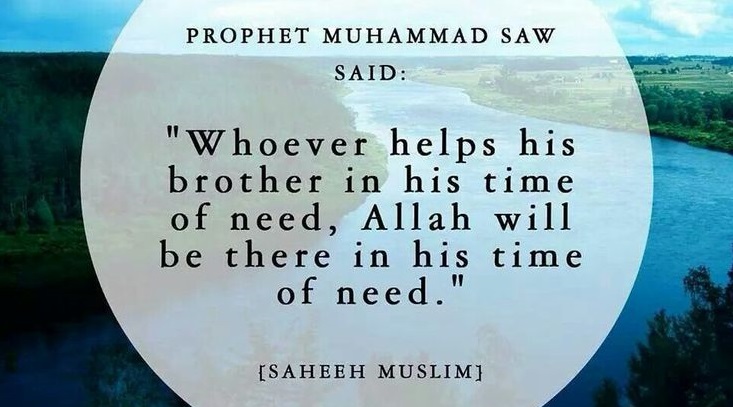 PROPHET MUHAMMAD SAW
SAID:
"Whoever helps his
brother in his time
of need, Allah will
be there in his time
of need."
[SAHEEH MUSLIM]